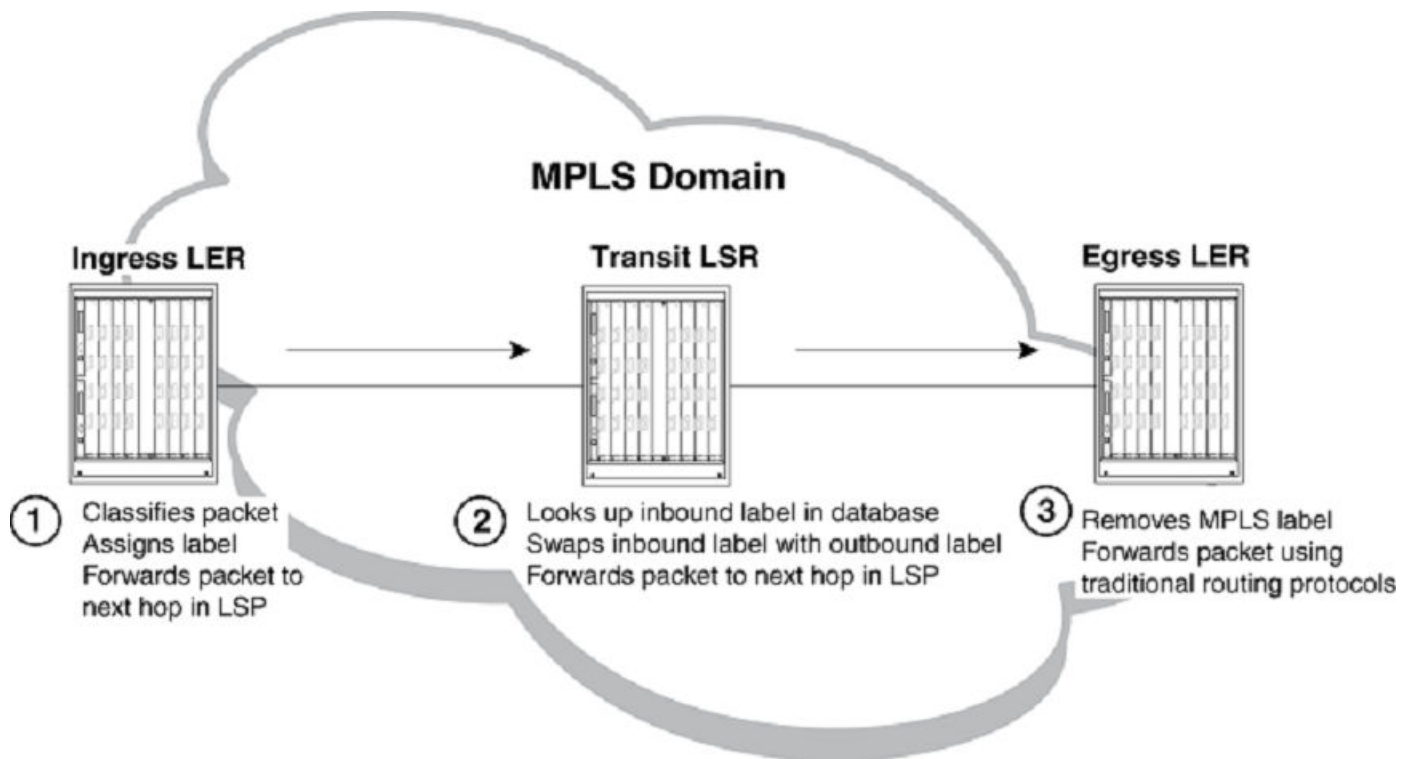 MPLS Domain
Ingress LER
Transit LSR
Egress LER
1
Classifies packet
Assigns label
Forwards packet to
next hop in LSP
2
Looks up inbound label in database
Swaps inbound label with outbound label
Forwards packet to next hop in LSP
3
Removes MPLS label
Forwards packet using
traditional routing protocols